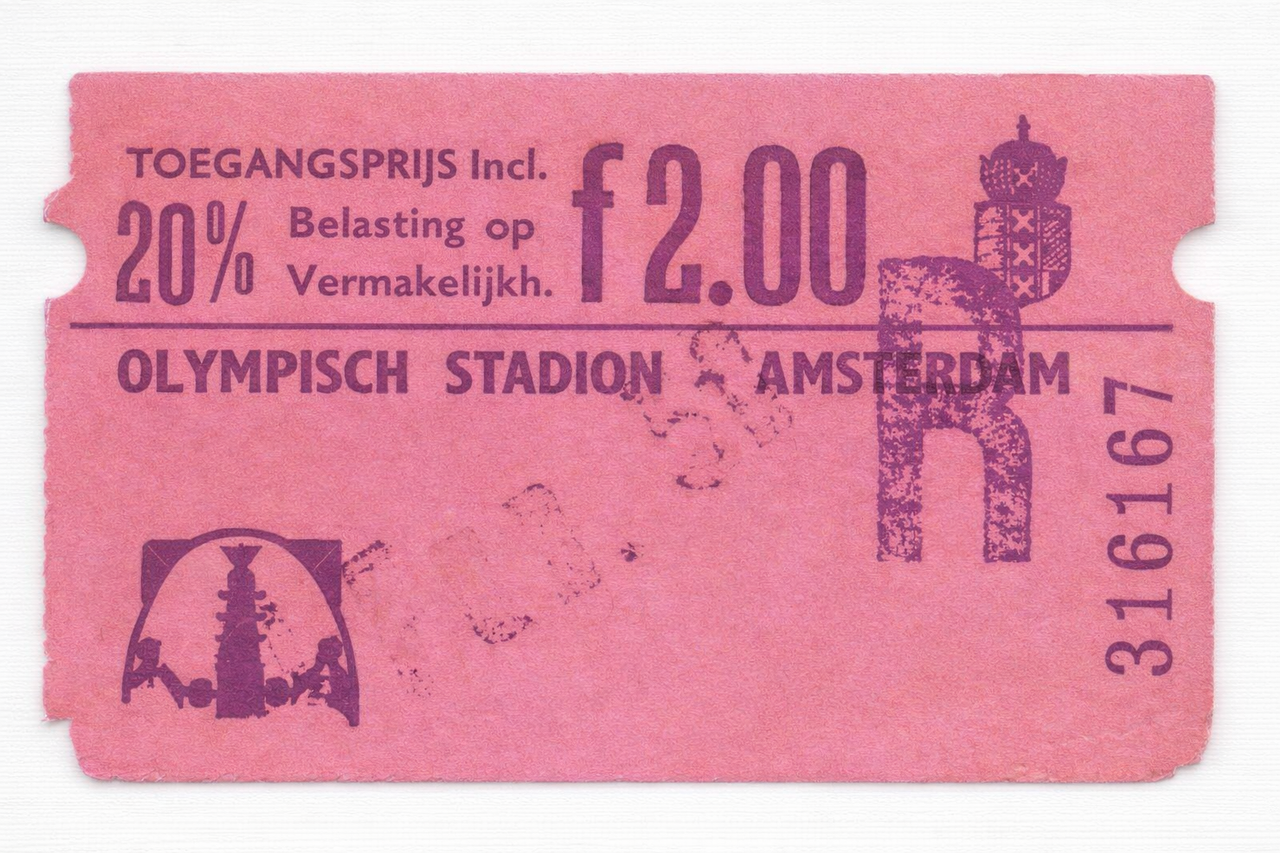 TOEGANGSPRIJS Incl.
20% Belasting op
Vermakelijkh.
f 2.00
OLYMPISCH STADION AMSTERDAM
R
316167